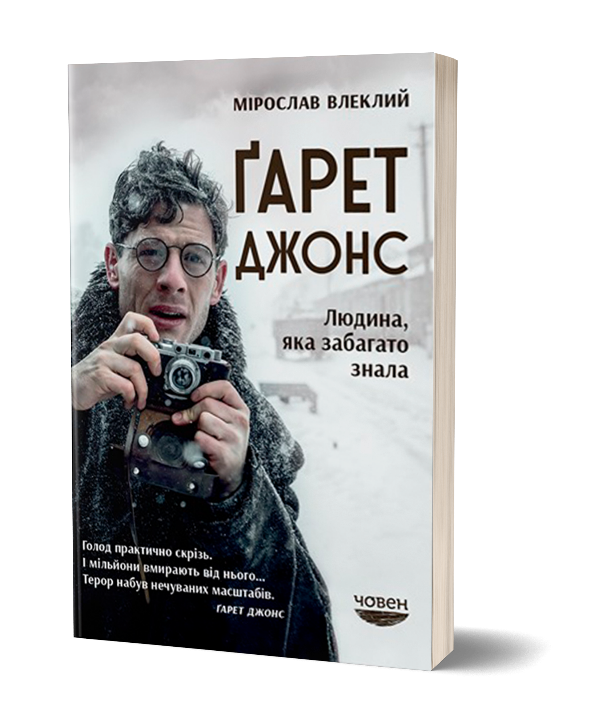 МІРОСЛАВ ВЛЕКЛИЙ
ҐАРЕТ
ДЖОНС
Людина,
яка забагато
знала
Голод практично скрізь.
І мільйони вмирають від нього...
Терор набув нечуваних масштабів.
ҐАРЕТ ДЖОНС
ЧОВЕН